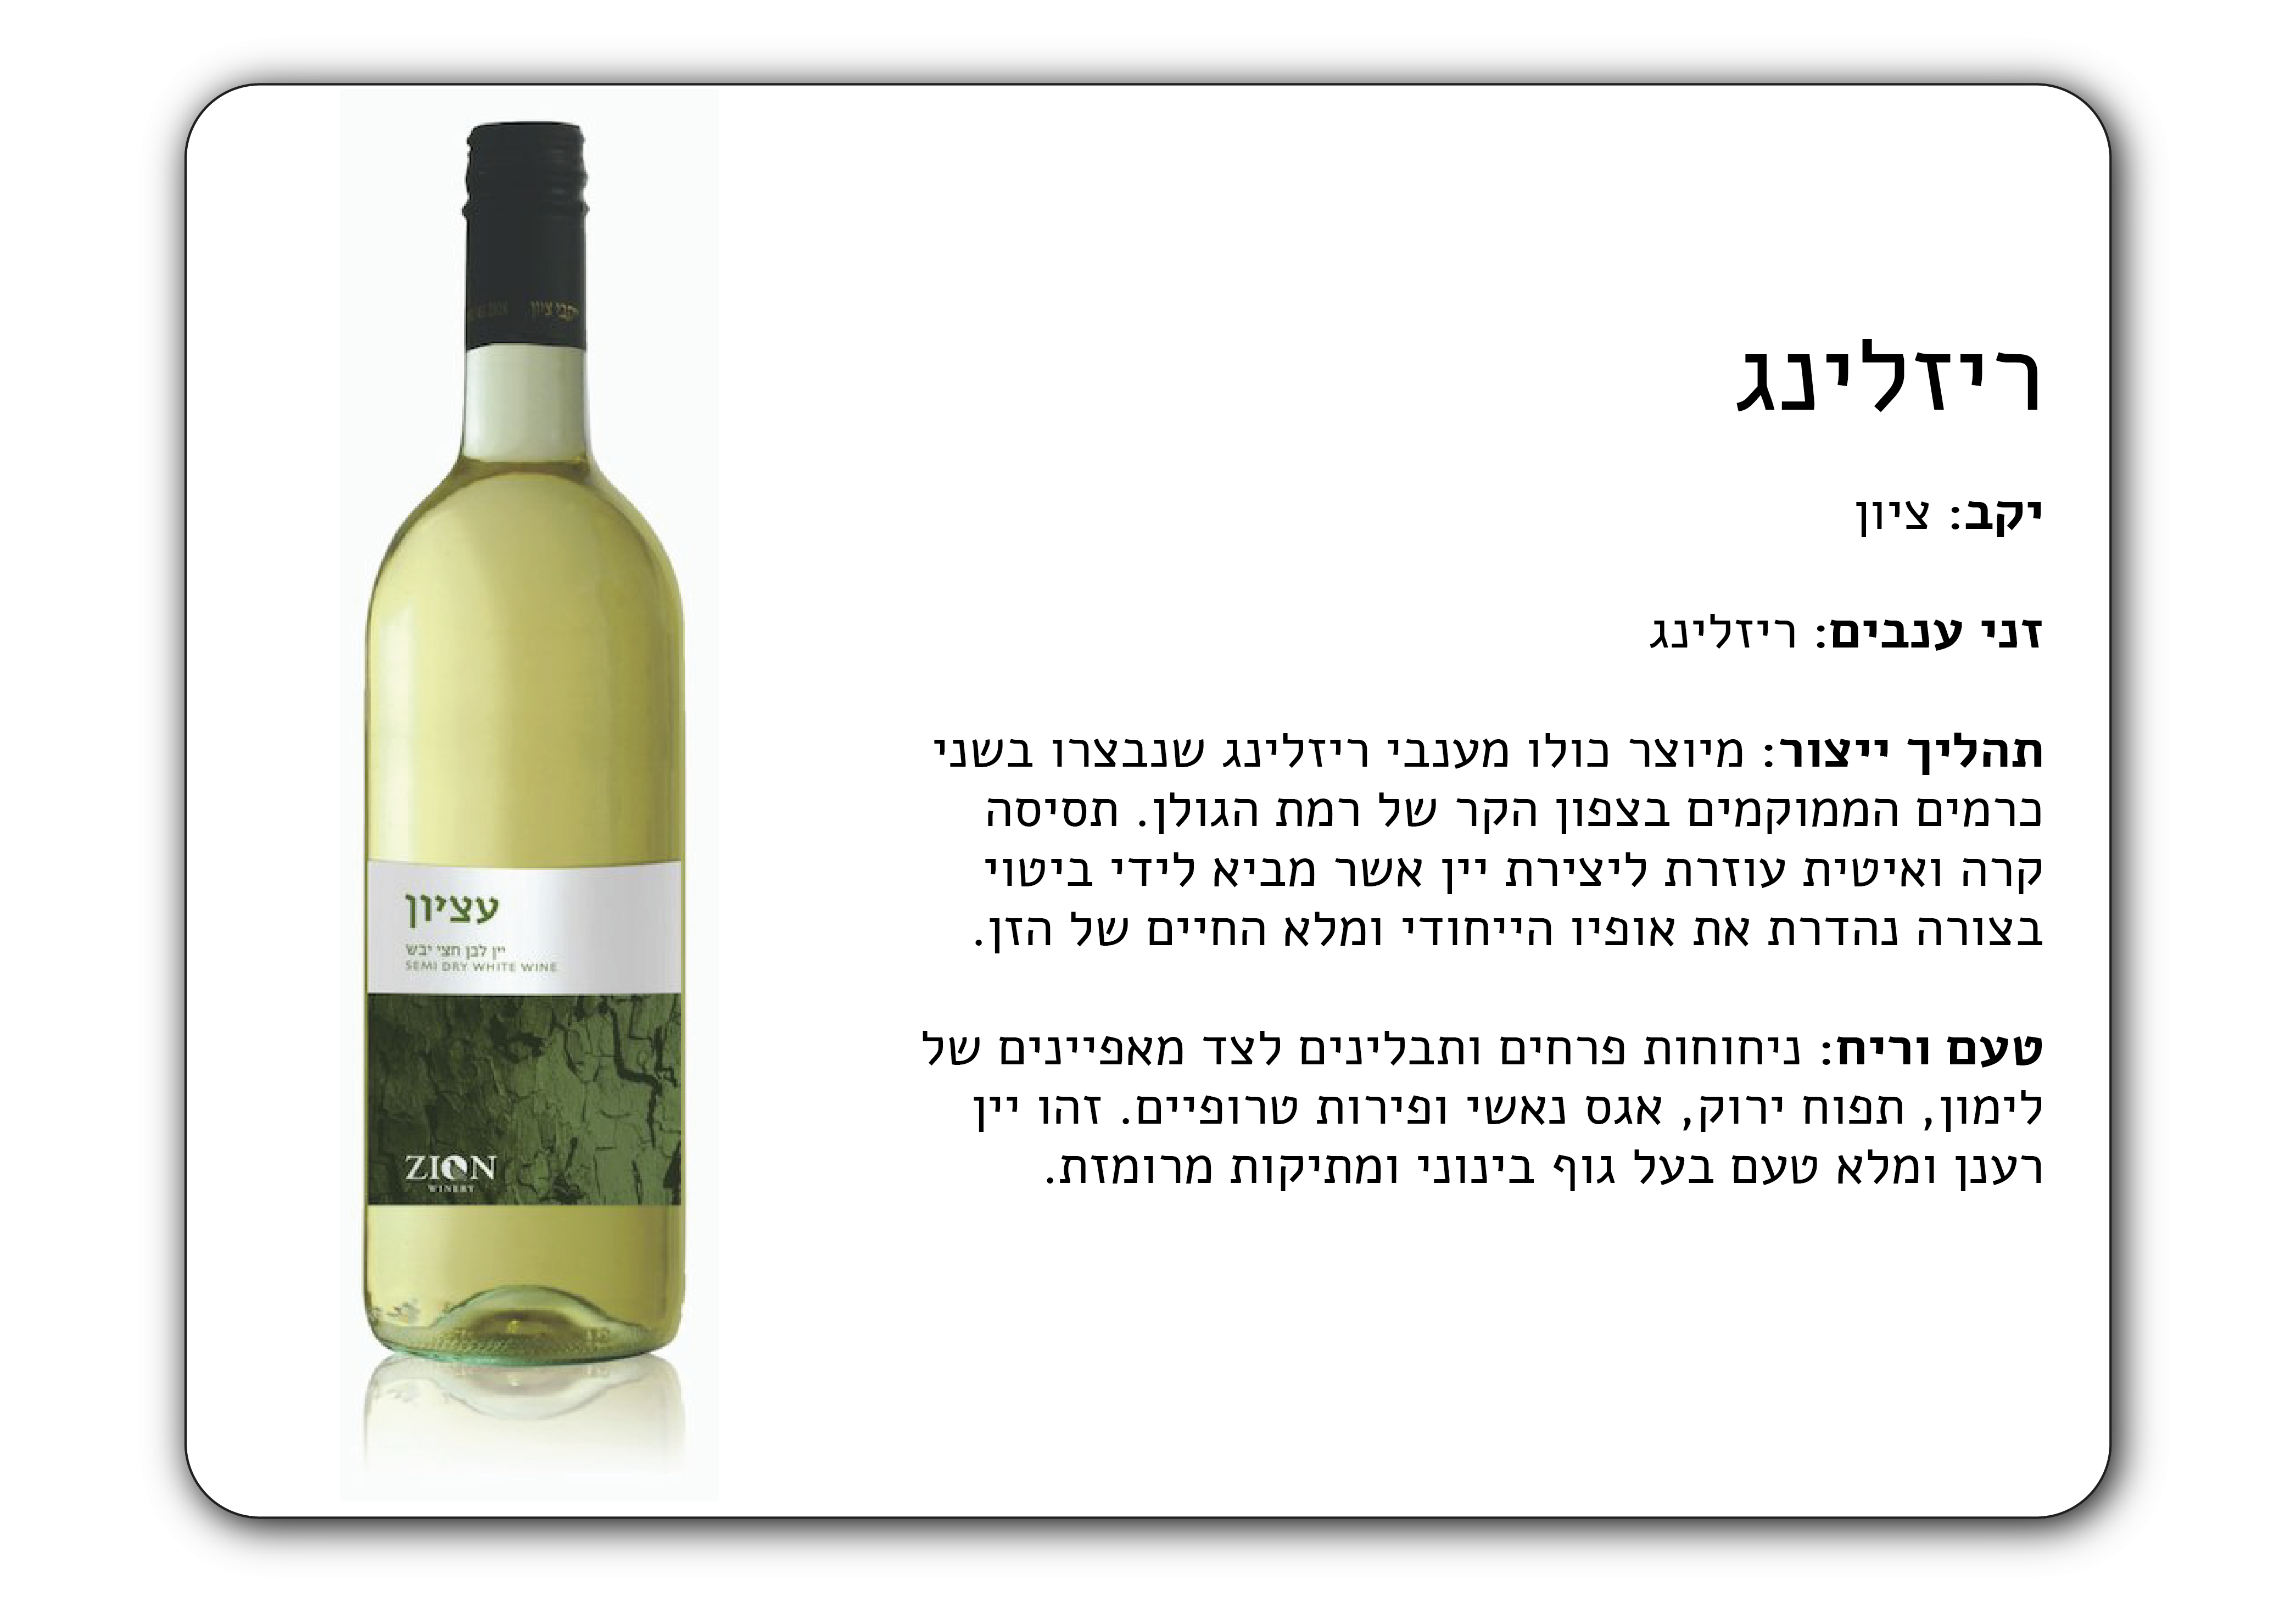 ריזלינג
יקב: ציון
זני ענבים: ריזלינג
תהליך ייצור: מיוצר כולו מענבי ריזלינג שנבצרו בשני
כרמים הממוקמים בצפון הקר של רמת הגולן. תסיסה
קרה ואיטית עוזרת ליצירת יין אשר מביא לידי ביטוי
בצורה נהדרת את אופיו הייחודי ומלא החיים של הזן.
טעם וריח: ניחוחות פרחים ותבלינים לצד מאפיינים של
לימון, תפוח ירוק, אגס נאשי ופירות טרופיים. זהו יין
רענן ומלא טעם בעל גוף בינוני ומתיקות מרומזת.
יקבי ציון
עציון
יין לבן חצי יבש
SEMI DRY WHITE WINE
ZION
WINERY